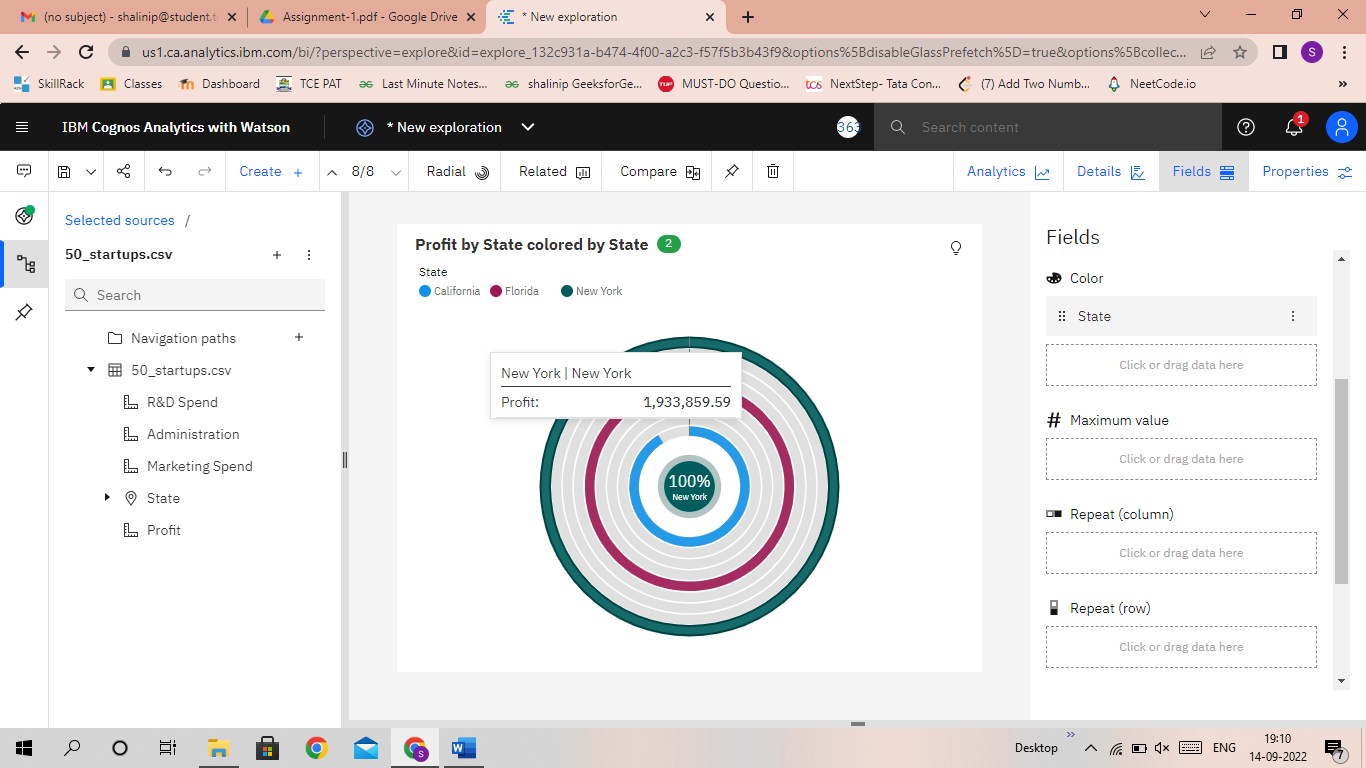 (no subject) - shalinip@student.t
Assignment-1.pdf - Google Drive
* New exploration
us1.ca.analytics.ibm.com/bi/?perspective=explore&id=explore_132c931a-b474-4f00-a2c3-f57f5b3b43f9&options%5BdisableGlassPrefetch%5D=true&options%5Bcollec...
S
SkillRack
Classes
Dashboard
TCE PAT
Last Minute Notes...
shalinip GeeksforGe...
MUST-DO Questio...
NextStep- Tata Con...
(7) Add Two Numb...
NeetCode.io
»
IBM Cognos Analytics with Watson
* New exploration
363
Search content
1
Create +
8/8
Radial
Related
Compare
Analytics
Details
Fields
Properties
Selected sources /
50_startups.csv
Search
Navigation paths
50_startups.csv
R&D Spend
Administration
Marketing Spend
State
Profit
Profit by State colored by State 2
State
California Florida New York
New York | New York
Profit: 1,933,859.59
100%
New York
Fields
Color
State
Click or drag data here
Maximum value
Click or drag data here
Repeat (column)
Click or drag data here
Repeat (row)
Click or drag data here
Desktop
»
ENG
19:10
14-09-2022
7